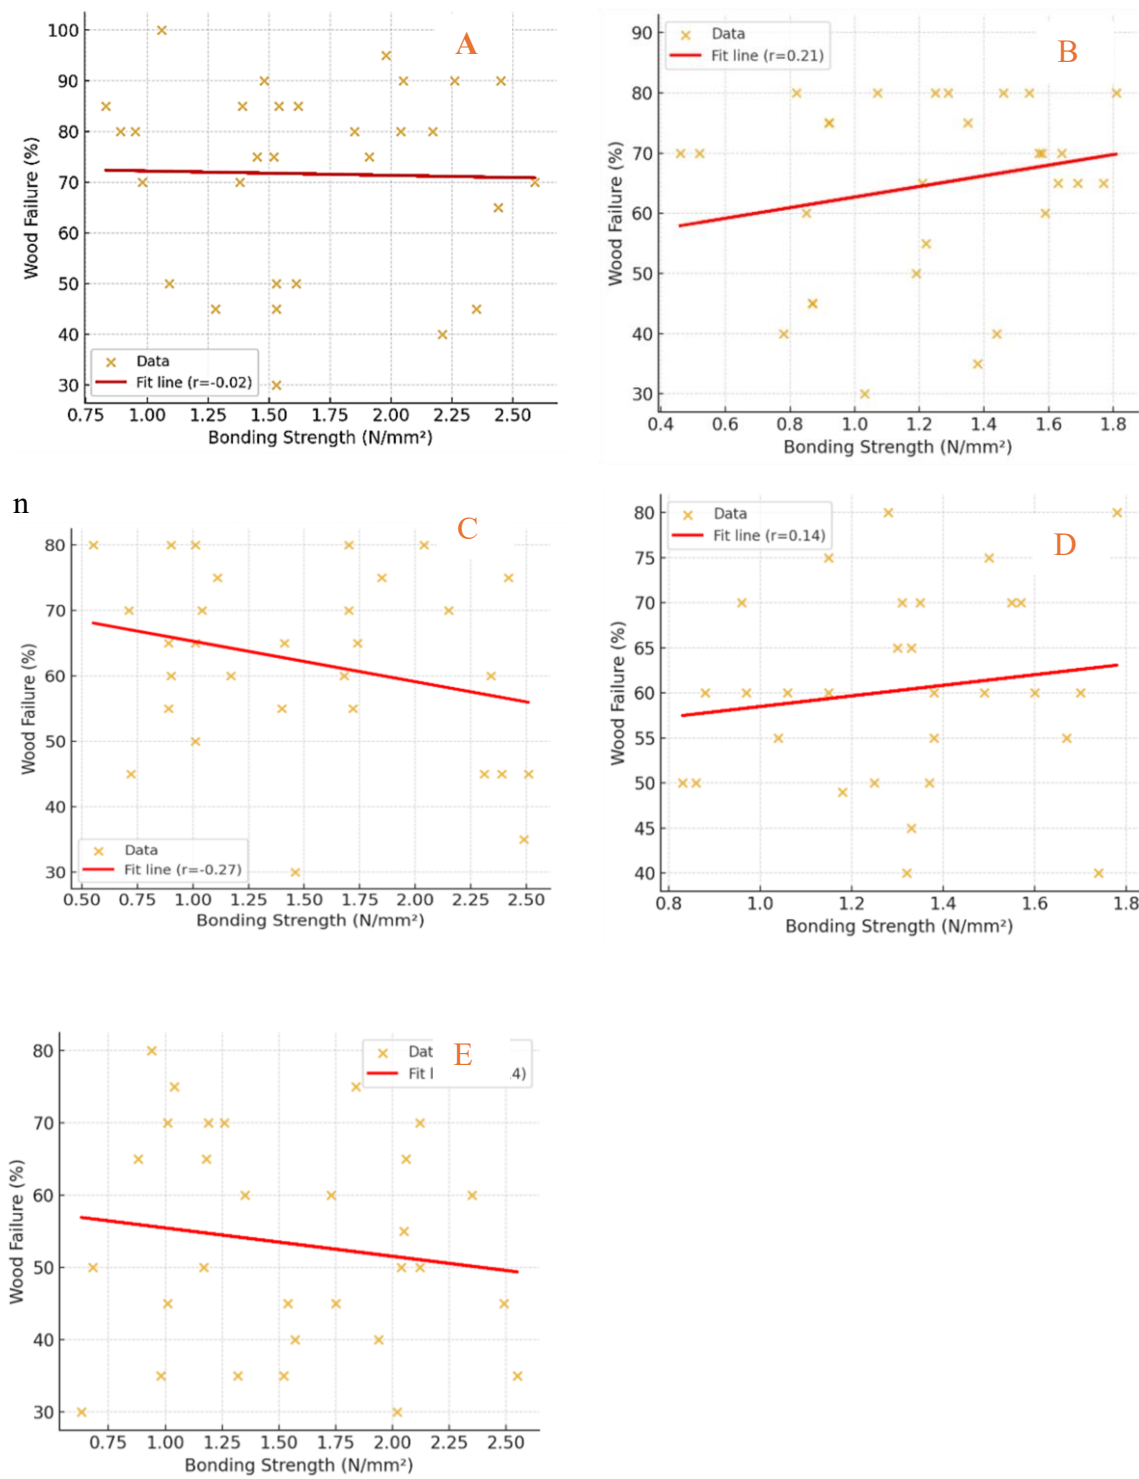 A
100
90
80
70
60
50
40
30
Wood Failure (%)
Data
Fit line (r=-0.02)
0.75 1.00 1.25 1.50 1.75 2.00 2.25 2.50
Bonding Strength (N/mm²)
B
Data
Fit line (r=0.21)
90
80
70
60
50
40
30
Wood Failure (%)
0.4 0.6 0.8 1.0 1.2 1.4 1.6 1.8
Bonding Strength (N/mm²)
n
C
80
70
60
50
40
30
Wood Failure (%)
Data
Fit line (r=-0.27)
0.50 0.75 1.00 1.25 1.50 1.75 2.00 2.25 2.50
Bonding Strength (N/mm²)
D
Data
Fit line (r=0.14)
80
75
70
65
60
55
50
45
40
Wood Failure (%)
0.8 1.0 1.2 1.4 1.6 1.8
Bonding Strength (N/mm²)
E
Dat
Fit l .4)
80
70
60
50
40
30
Wood Failure (%)
0.75 1.00 1.25 1.50 1.75 2.00 2.25 2.50
Bonding Strength (N/mm²)